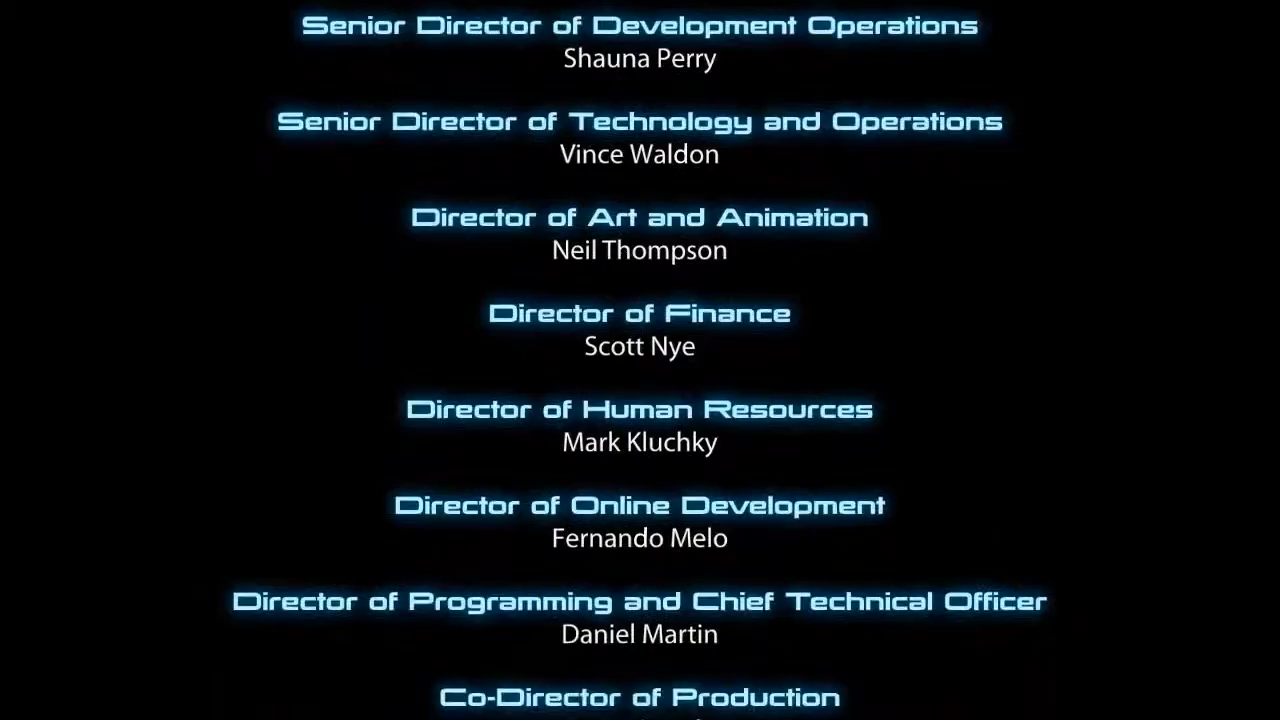 Senior Director of Development Operations
Shauna Perry
Senior Director of Technology and Operations
Vince Waldon
Director of Art and Animation
Neil Thompson
Director of Finance
Scott Nye
Director of Human Resources
Mark Kluchky
Director of Online Development
Fernando Melo
Director of Programming and Chief Technical Officer
Daniel Martin
Co-Director of Production